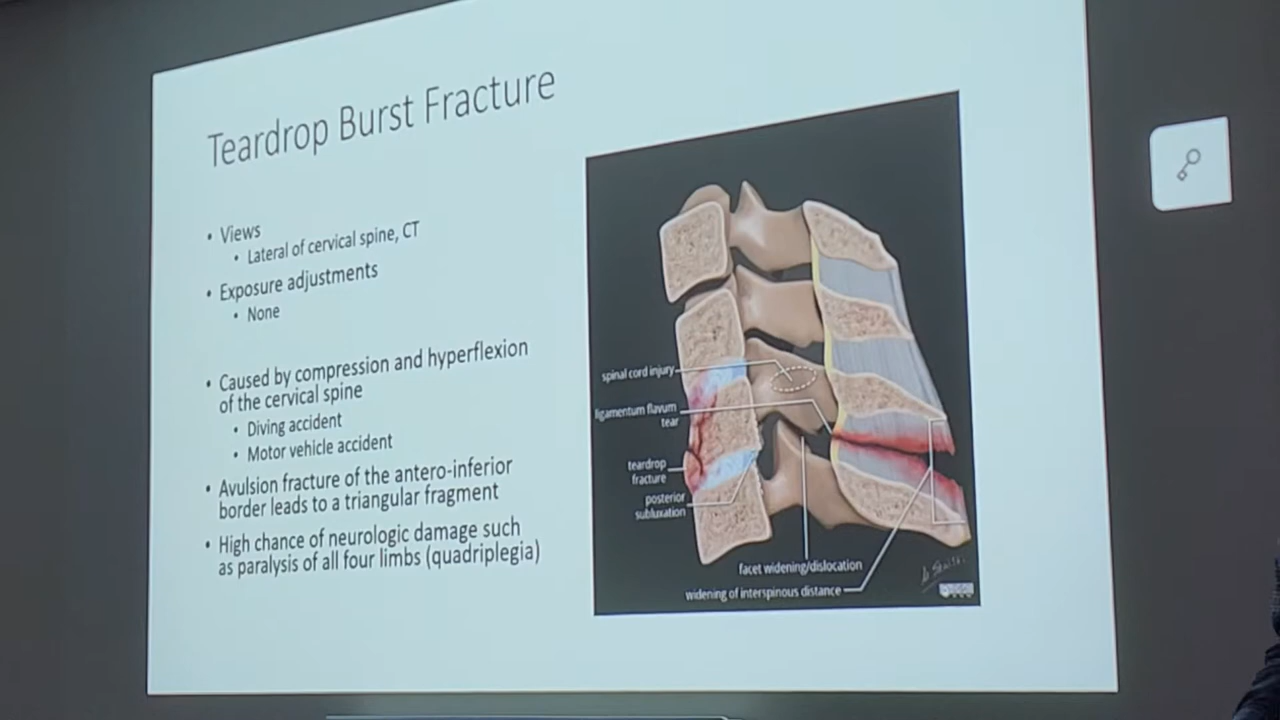 Teardrop Burst Fracture
• Views
• Lateral of cervical spine, CT
• Exposure adjustments
• None
• Caused by compression and hyperflexion
of the cervical spine
• Diving accident
• Motor vehicle accident
• Avulsion fracture of the antero-inferior
border leads to a triangular fragment
• High chance of neurologic damage such
as paralysis of all four limbs (quadriplegia)
spinal cord injury
ligamentum flavum
tear
teardrop
fracture
posterior
subluxation
facet widening/dislocation
widening of interspinous distance